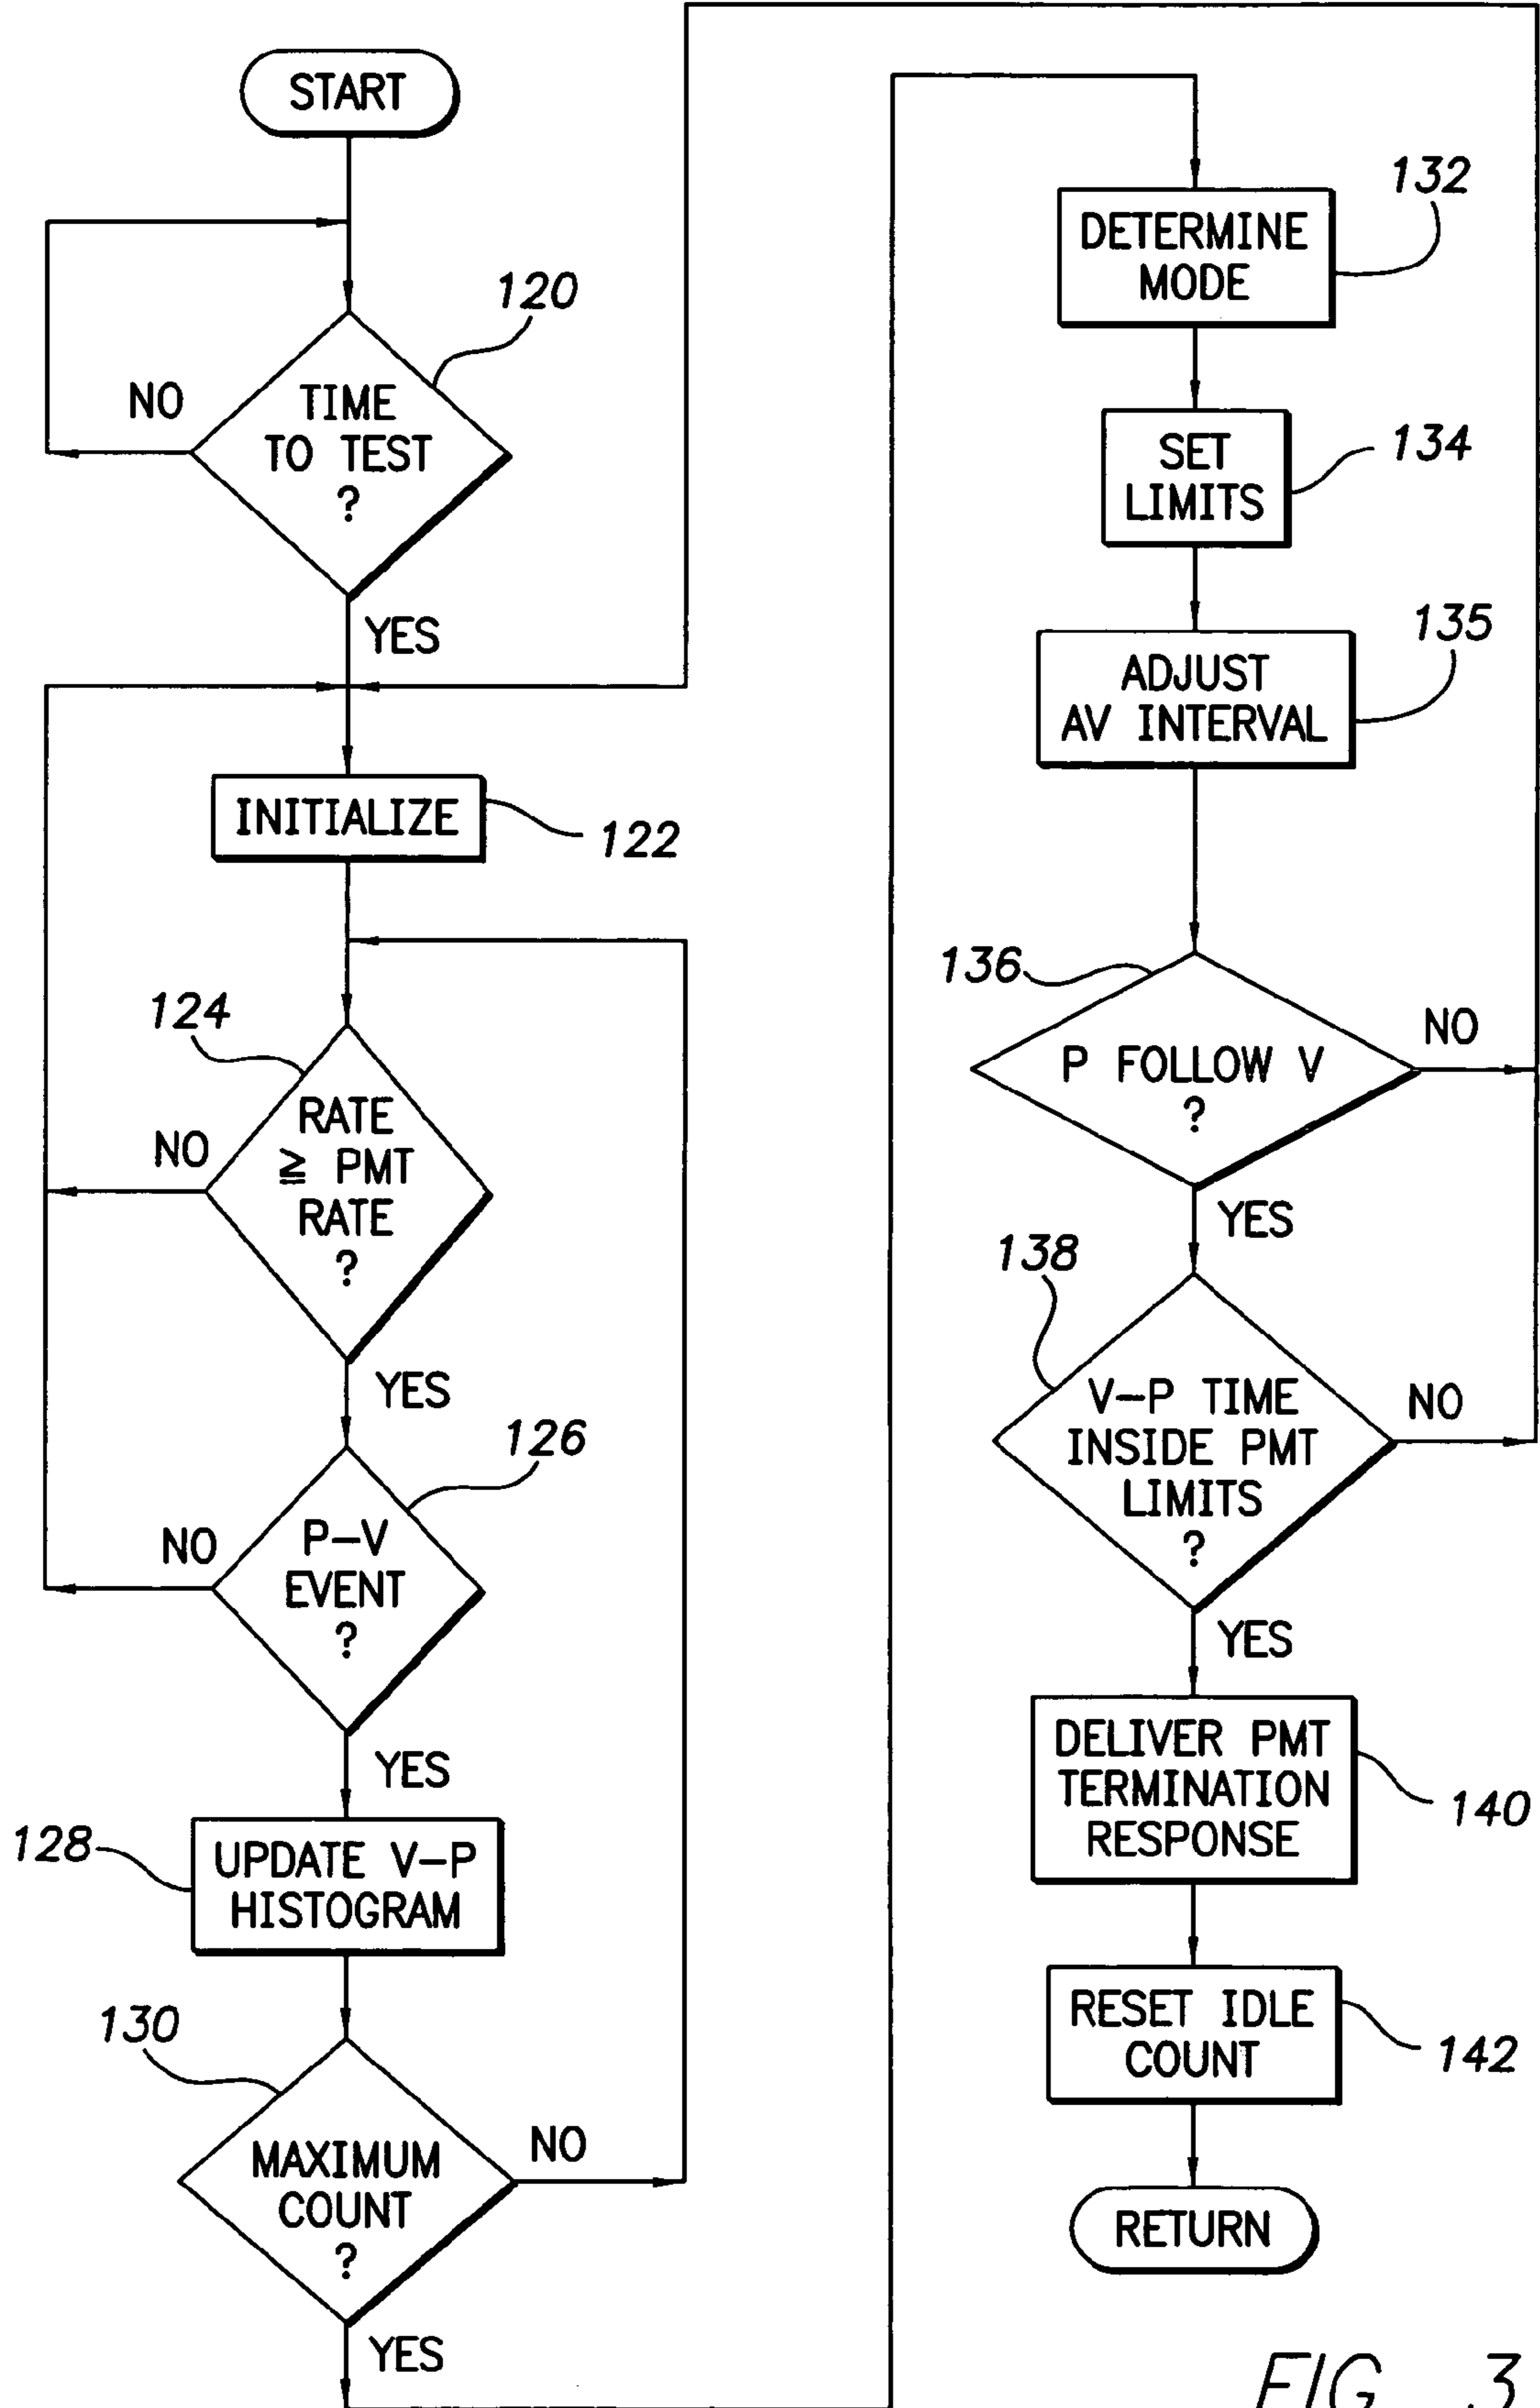 START
120
TIME
TO TEST
?
NO
YES
INITIALIZE
122
124
RATE
≧ PMT
RATE
?
NO
YES
126
P-V
EVENT
?
NO
YES
128
UPDATE V-P
HISTOGRAM
130
MAXIMUM
COUNT
?
NO
YES
132
DETERMINE
MODE
134
SET
LIMITS
135
ADJUST
AV INTERVAL
136
P FOLLOW V
?
NO
YES
138
V-P TIME
INSIDE PMT
LIMITS
?
NO
YES
DELIVER PMT
TERMINATION
RESPONSE
140
RESET IDLE
COUNT
142
RETURN
FIG. 3